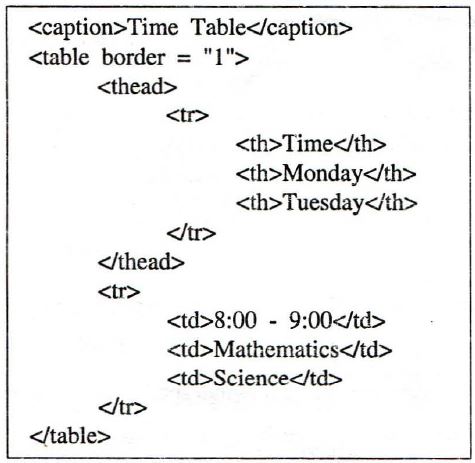 <caption>Time Table</caption>
<table border = "1">
<thead>
<tr>
<th>Time</th>
<th>Monday</th>
<th>Tuesday</th>
</tr>
</thead>
<tr>
<td>8:00 - 9:00</td>
<td>Mathematics</td>
<td>Science</td>
</tr>
</table>